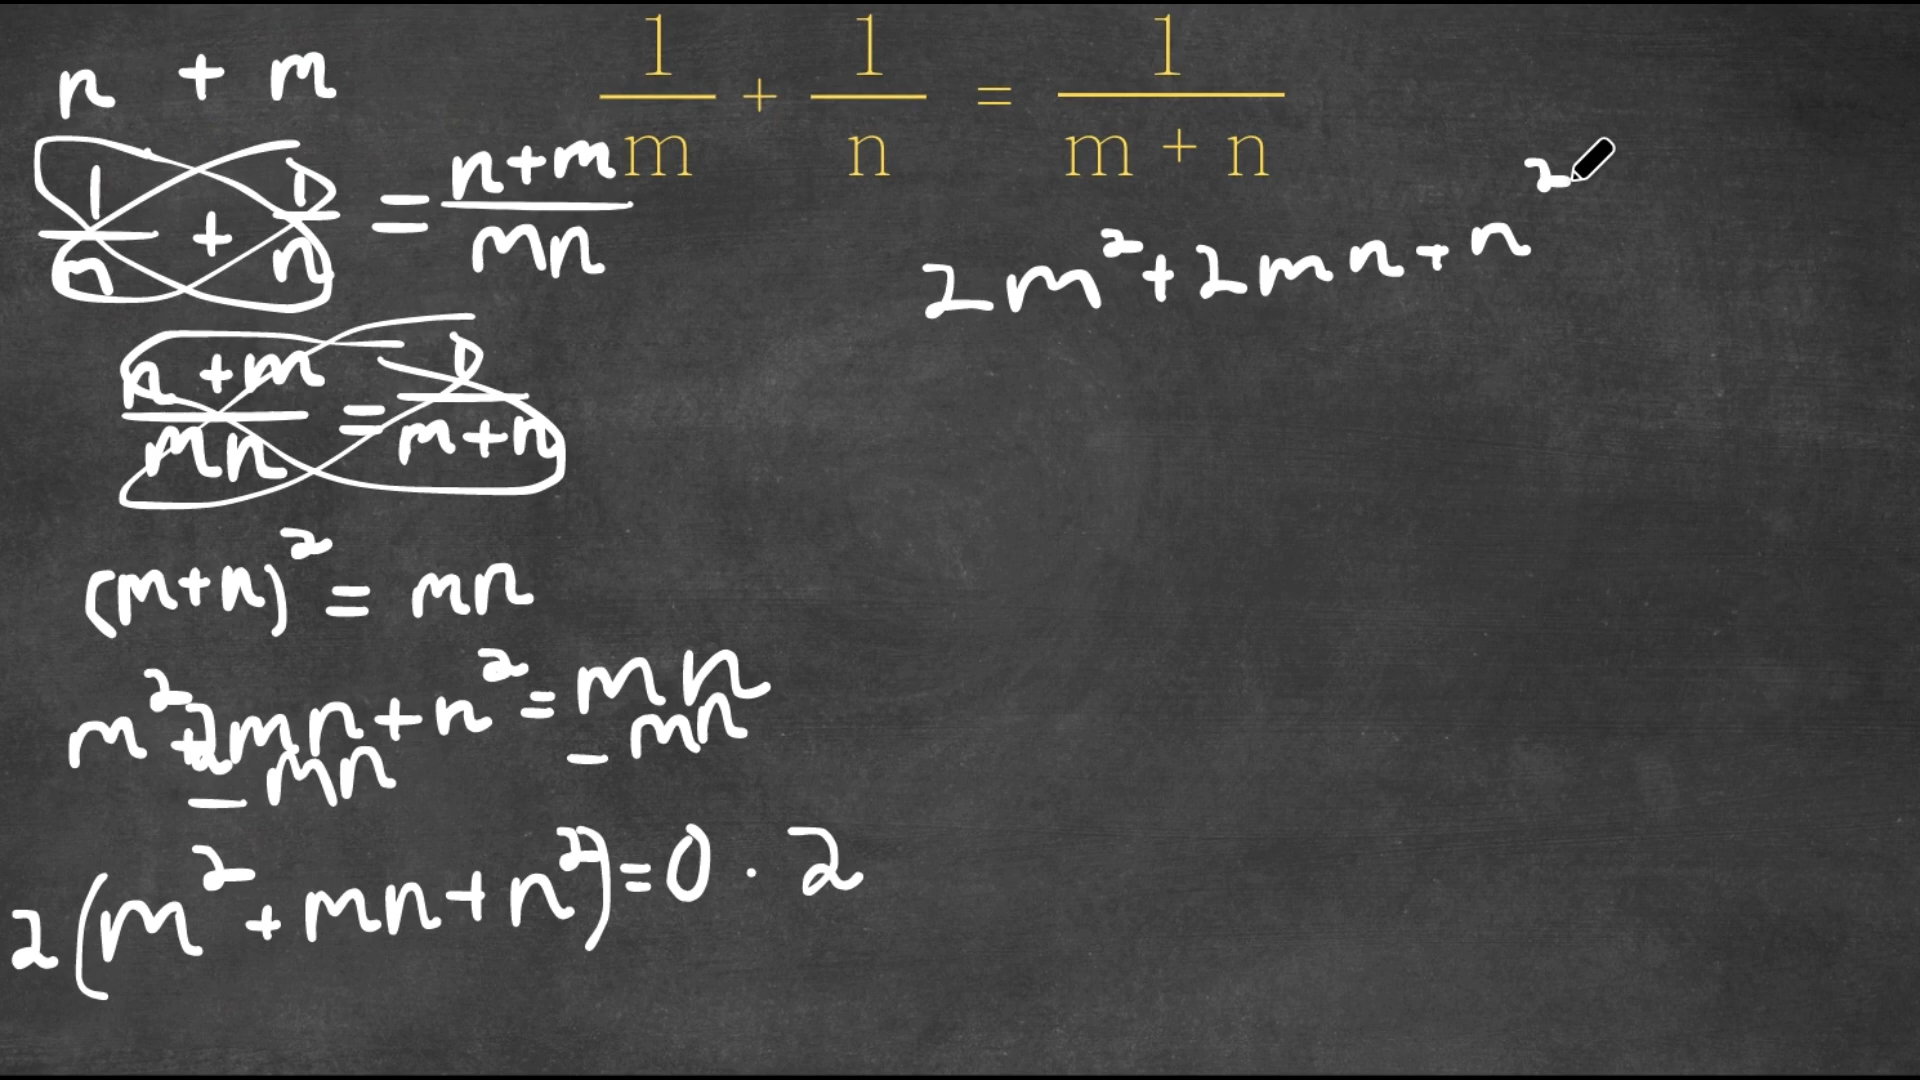 1/m + 1/n = 1/(m + n)
n + m
1/m + 1/n = (n+m)/(mn)
(n+m)/(mn) = 1/(m+n)
(m+n)² = mn
m²+2mn+n² = mn
- mn - mn
2(m²+mn+n²)=0 · 2
2m²+2mn+n²